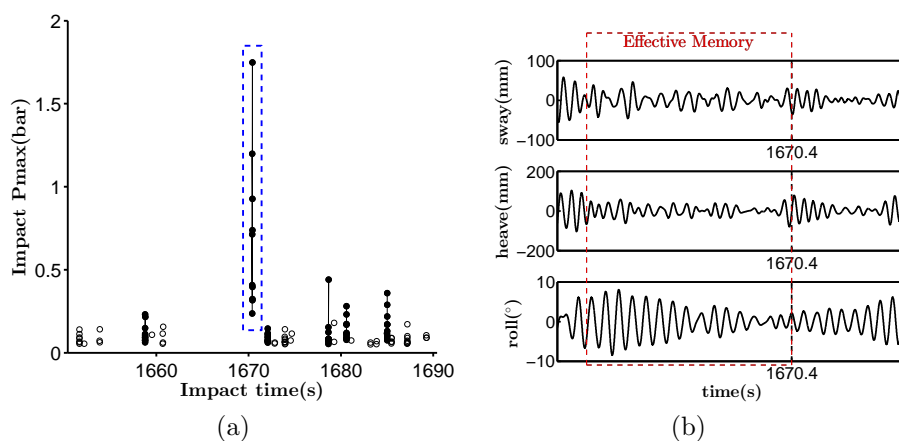 2
1.5
1
0.5
0
Impact Pmax(bar)
1660
1670
1680
1690
Impact time(s)
(a)
Effective Memory
100
0
-100
sway(mm)
1670.4
200
0
-200
heave(mm)
1670.4
10
0
-10
roll(°)
1670.4
time(s)
(b)